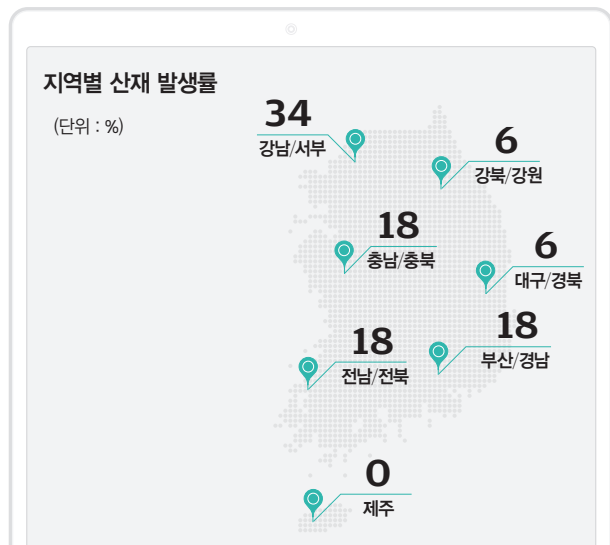 지역별 산재 발생률
(단위 : %)
34
강남/서부
6
강북/강원
18
충남/충북
6
대구/경북
18
부산/경남
18
전남/전북
0
제주